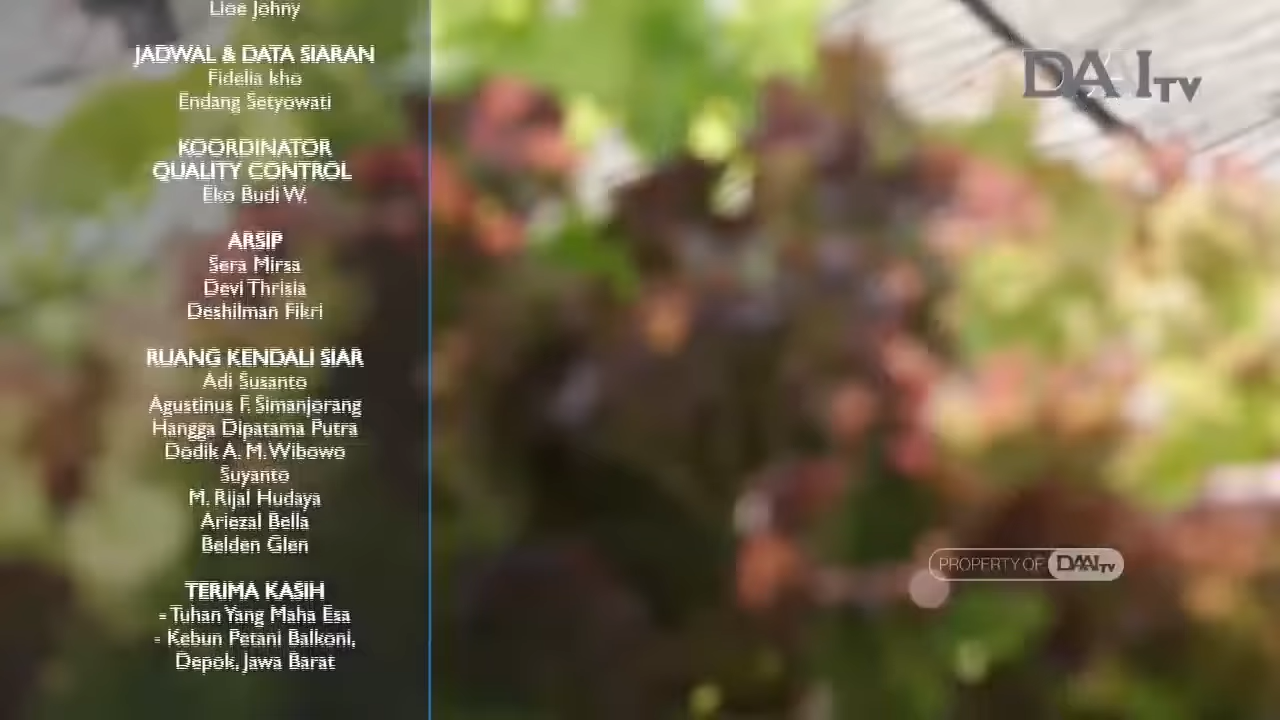 Lioe Johny
JADWAL & DATA SIARAN
Fidelia kho
Endang Setyowati
KOORDINATOR
QUALITY CONTROL
Eko Budi W.
ARSIP
Sera Mirsa
Devi Thrisia
Deshilman Fikri
RUANG KENDALI SIAR
Adi Susanto
Agustinus F. Simanjorang
Hangga Dipatama Putra
Dodik A. M. Wibowo
Suyanto
M. Rijal Hudaya
Ariezal Bella
Belden Glen
TERIMA KASIH
- Tuhan Yang Maha Esa
- Kebun Petani Balkoni,
Depok, Jawa Barat
DAAI TV
PROPERTY OF DAAI TV